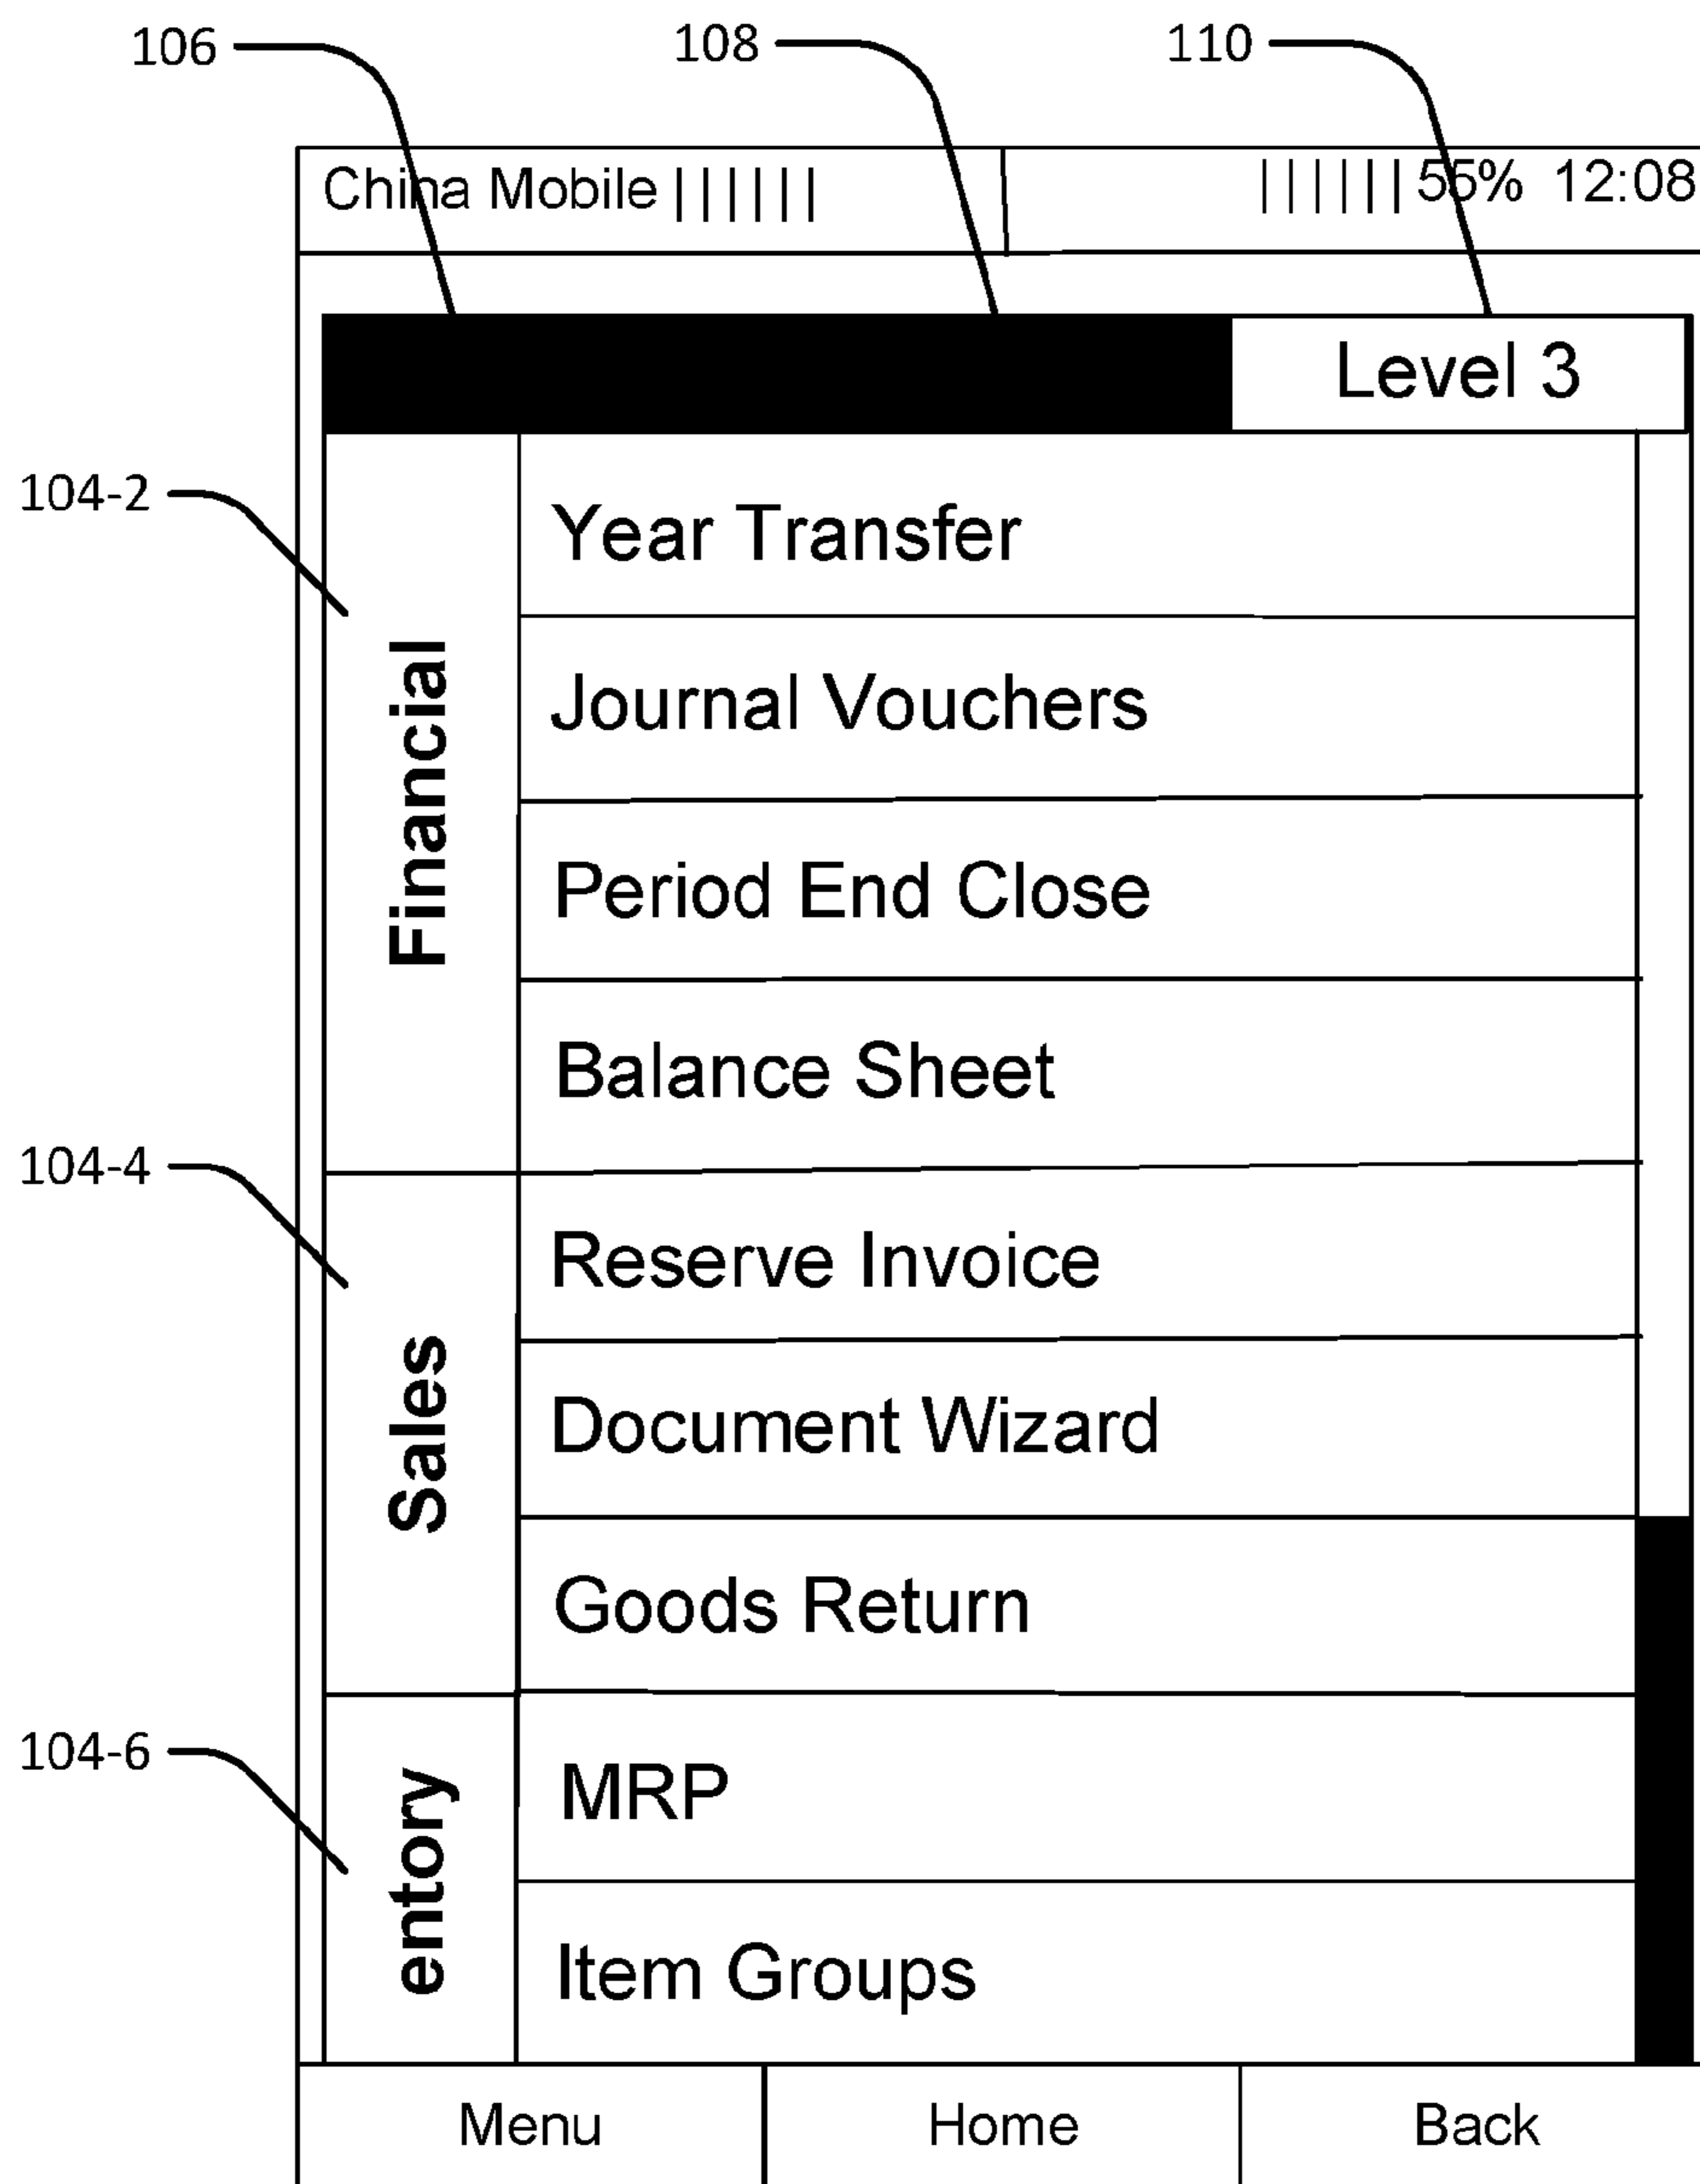 106
108
110
China Mobile
55% 12:08
Level 3
104-2
Financial
Year Transfer
Journal Vouchers
Period End Close
Balance Sheet
104-4
Sales
Reserve Invoice
Document Wizard
Goods Return
104-6
entory
MRP
Item Groups
Menu
Home
Back